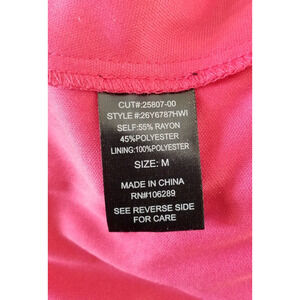 CUT#:25807-00
STYLE #:26Y6787HWI
SELF:55% RAYON
45%POLYESTER
LINING:100%POLYESTER
SIZE: M
MADE IN CHINA
RN#106289
SEE REVERSE SIDE
FOR CARE